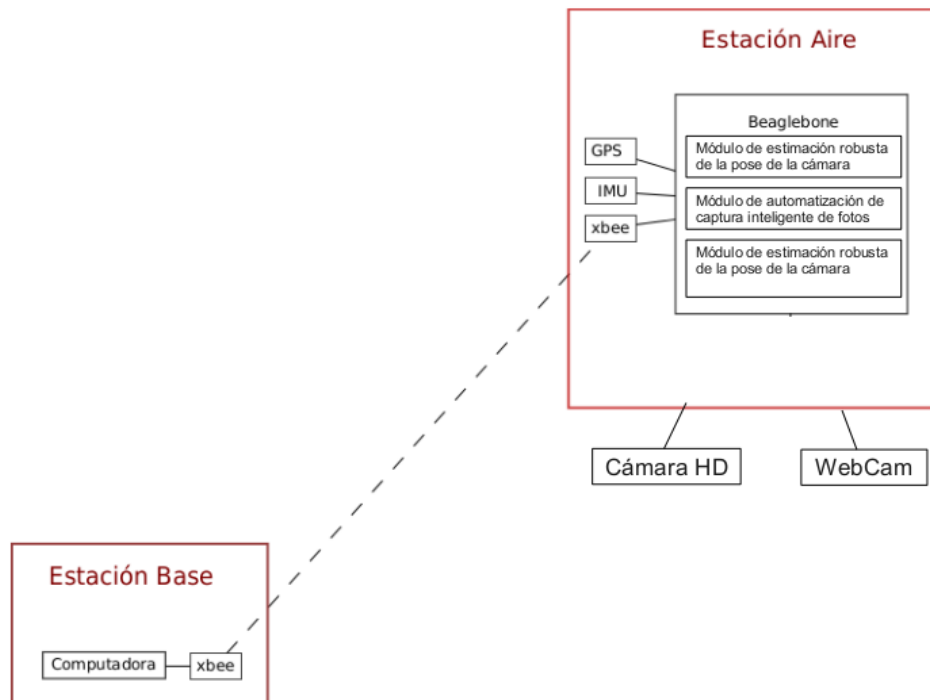 Estación Aire
Beaglebone
Módulo de estimación robusta
de la pose de la cámara
GPS
IMU
Módulo de automatización de
captura inteligente de fotos
xbee
Módulo de estimación robusta
de la pose de la cámara
Cámara HD
WebCam
Estación Base
Computadora
xbee